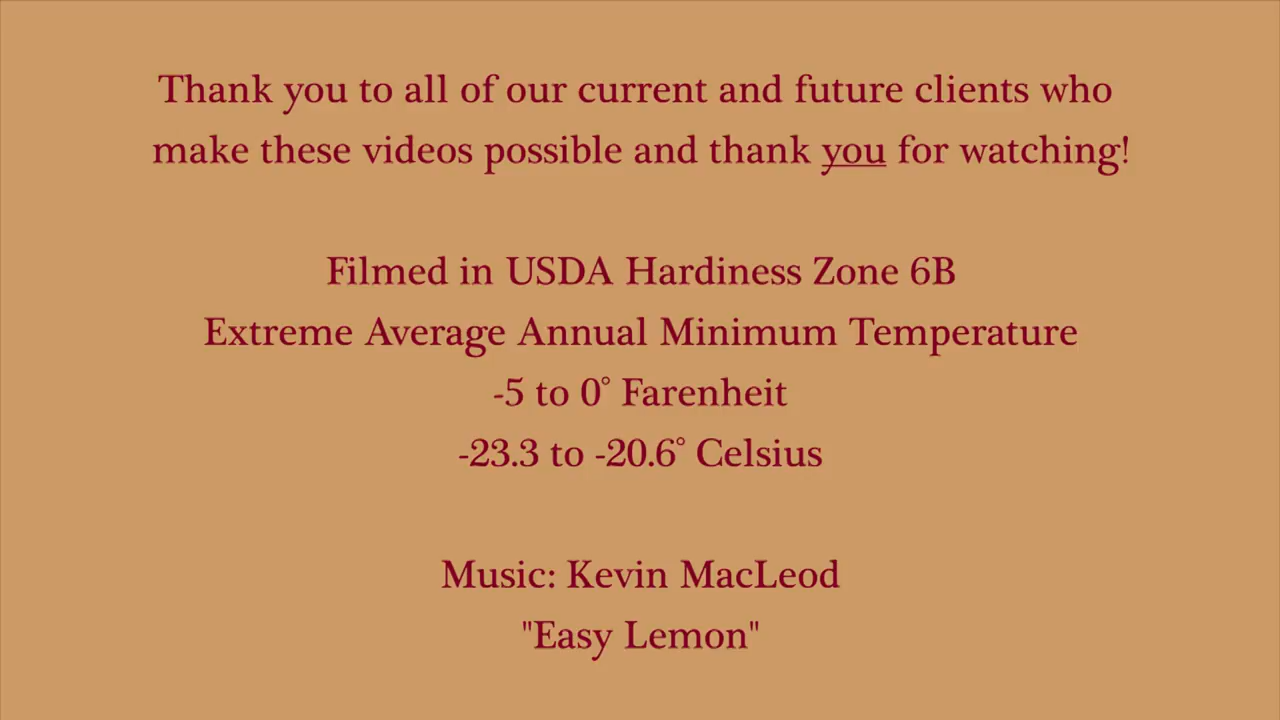 Thank you to all of our current and future clients who
make these videos possible and thank you for watching!
Filmed in USDA Hardiness Zone 6B
Extreme Average Annual Minimum Temperature
-5 to 0° Farenheit
-23.3 to -20.6° Celsius
Music: Kevin MacLeod
"Easy Lemon"